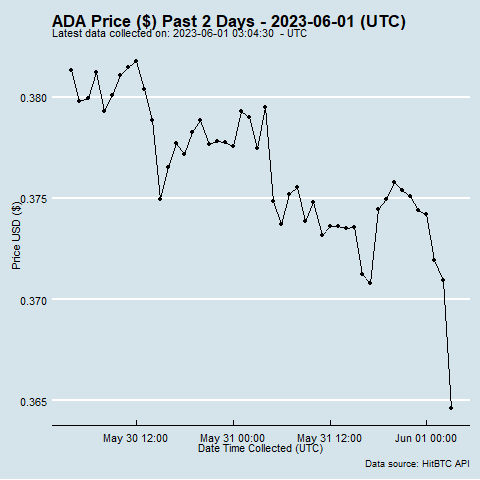 ADA Price ($) Past 2 Days - 2023-06-01 (UTC)
Latest data collected on: 2023-06-01 03:04:30 - UTC
0.380
0.375
0.370
0.365
Price USD ($)
May 30 12:00
May 31 00:00
May 31 12:00
Jun 01 00:00
Date Time Collected (UTC)
Data source: HitBTC API